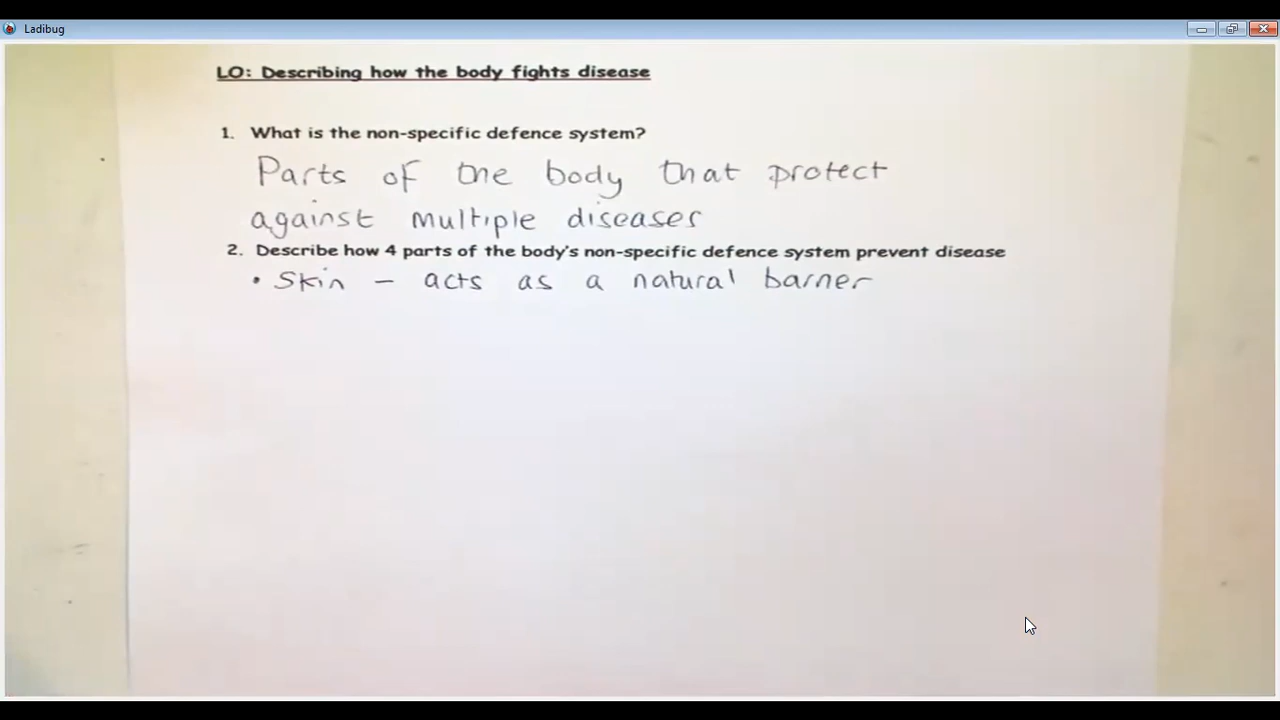 Ladibug
LO: Describing how the body fights disease
1. What is the non-specific defence system?
Parts of the body that protect
against multiple diseases
2. Describe how 4 parts of the body's non-specific defence system prevent disease
• Skin – acts as a natural barrier